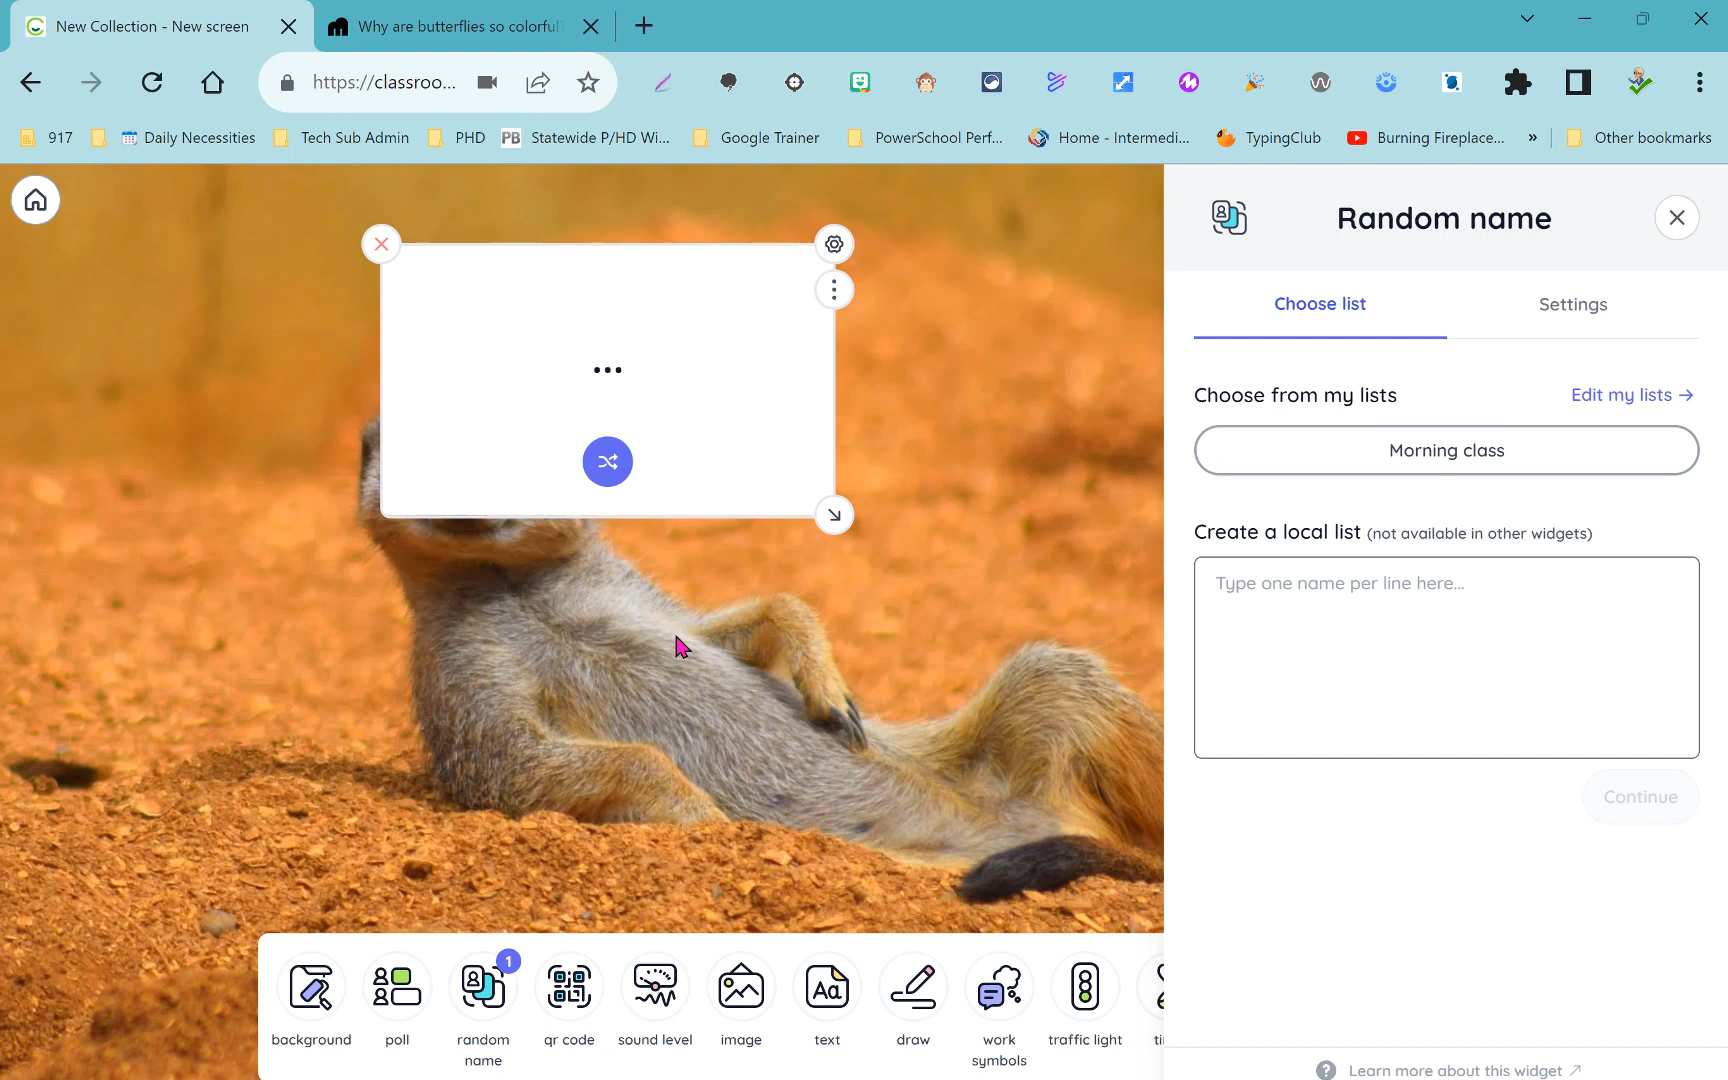 New Collection - New screen
Why are butterflies so colorful
https://classroo...
917
Daily Necessities
Tech Sub Admin
PHD
PB
Statewide P/HD Wi...
Google Trainer
PowerSchool Perf...
Home - Intermedi...
TypingClub
Burning Fireplace...
»
Other bookmarks
Random name
Choose list
Settings
Choose from my lists
Edit my lists →
Morning class
Create a local list (not available in other widgets)
Type one name per line here...
Continue
...
1
Aa
background
poll
random name
qr code
sound level
image
text
draw
work symbols
traffic light
? Learn more about this widget ↗